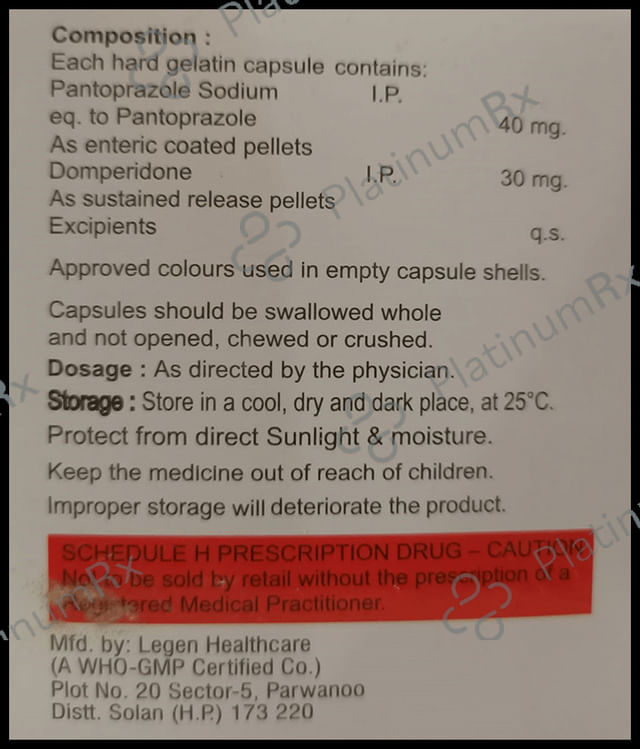 Composition :
Each hard gelatin capsule contains:
Pantoprazole Sodium I.P.
eq. to Pantoprazole 40 mg.
As enteric coated pellets
Domperidone I.P. 30 mg.
As sustained release pellets
Excipients q.s.
Approved colours used in empty capsule shells.
Capsules should be swallowed whole
and not opened, chewed or crushed.
Dosage : As directed by the physician.
Storage : Store in a cool, dry and dark place, at 25°C.
Protect from direct Sunlight & moisture.
Keep the medicine out of reach of children.
Improper storage will deteriorate the product.
SCHEDULE H PRESCRIPTION DRUG – CAUTION
Not to be sold by retail without the prescription of a
Registered Medical Practitioner.
Mfd. by: Legen Healthcare
(A WHO-GMP Certified Co.)
Plot No. 20 Sector-5, Parwanoo
Distt. Solan (H.P.) 173 220
PlatinumRx
PlatinumRx